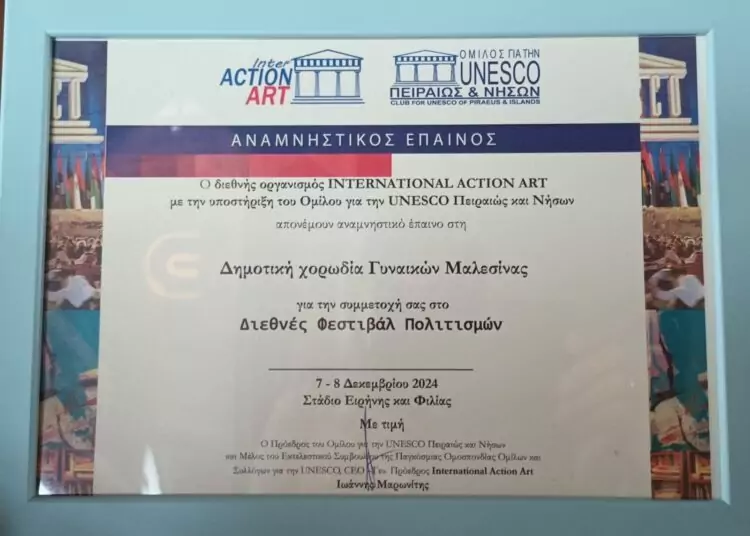 Inter
ACTION
ART
ΟΜΙΛΟΣ ΓΙΑ ΤΗΝ
UNESCO
ΠΕΙΡΑΙΩΣ & ΝΗΣΩΝ
CLUB FOR UNESCO OF PIRAEUS & ISLANDS
ΑΝΑΜΝΗΣΤΙΚΟΣ ΕΠΑΙΝΟΣ
Ο διεθνής οργανισμός INTERNATIONAL ACTION ART
με την υποστήριξη του Ομίλου για την UNESCO Πειραιώς και Νήσων
απονέμουν αναμνηστικό έπαινο στη
Δημοτική χορωδία Γυναικών Μαλεσίνας
για την συμμετοχή σας στο
Διεθνές Φεστιβάλ Πολιτισμών
7 - 8 Δεκεμβρίου 2024
Στάδιο Ειρήνης και Φιλίας
Με τιμή
Ο Πρόεδρος του Ομίλου για την UNESCO Πειραιώς και Νήσων
και Μέλος του Εκτελεστικού Συμβουλίου της Παγκόσμιας Ομοσπονδίας Ομίλων και
Συλλόγων για την UNESCO, CEO Πρόεδρος International Action Art
Ιωάννης Μαρωνίτης